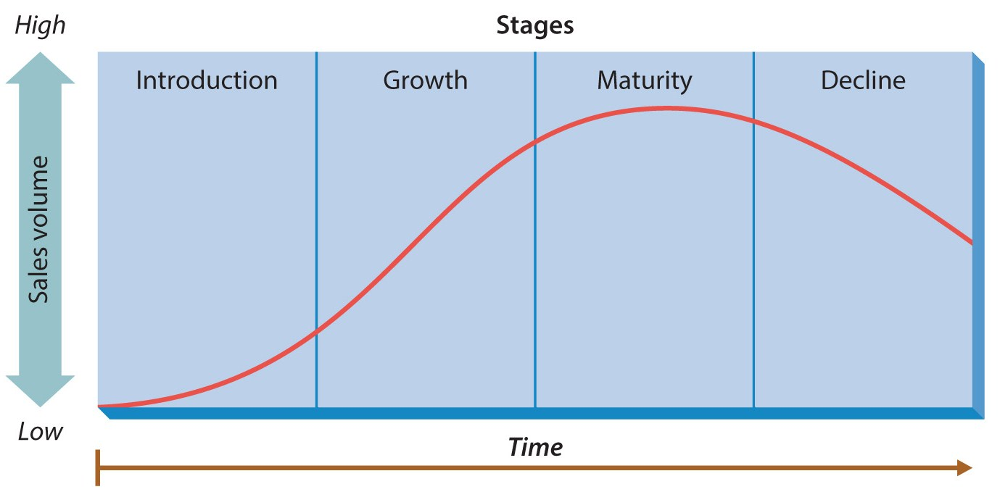 High
Stages
Introduction
Growth
Maturity
Decline
Sales volume
Low
Time